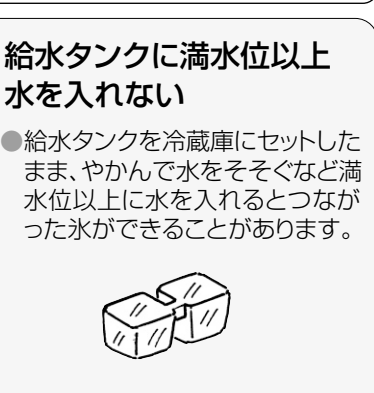 給水タンクに満水位以上
水を入れない
●給水タンクを冷蔵庫にセットした
まま、やかんで水をそそぐなど満
水位以上に水を入れるとつなが
った氷ができることがあります。